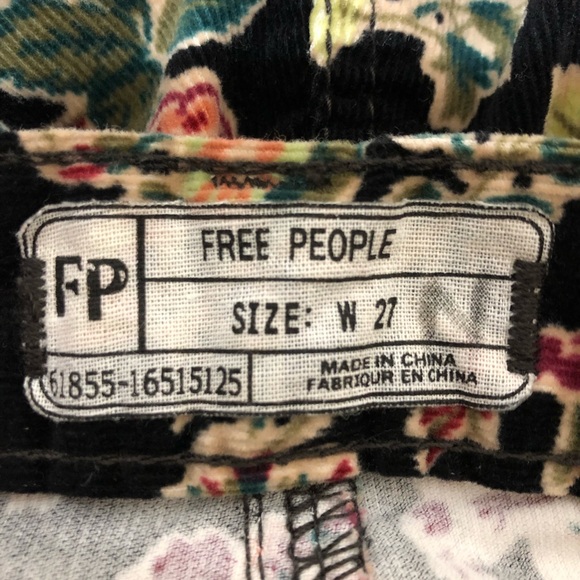 FP
FREE PEOPLE
SIZE: W 27
61855-16515125
MADE IN CHINA
FABRIQUR EN CHINA